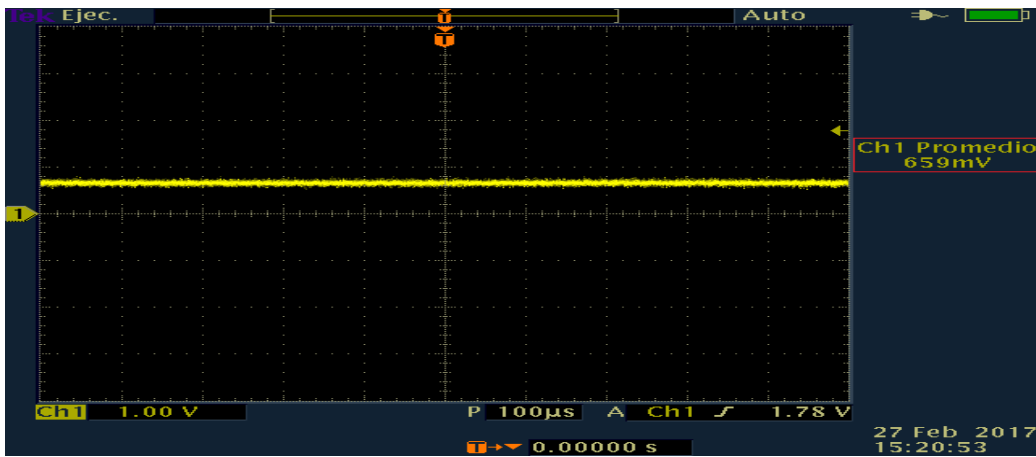 Tek Ejec. Auto
T
T
Ch1 Promedio
659mV
1
Ch1 1.00 V P 100µs A Ch1 1.78 V
T 0.00000 s
27 Feb 2017
15:20:53